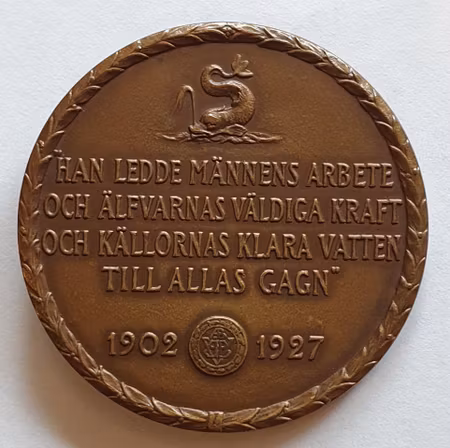 "HAN LEDDE MÄNNENS ARBETE
OCH ÄLFVARNAS VÄLDIGA KRAFT
OCH KÄLLORNAS KLARA VATTEN
TILL ALLAS GAGN"
1902 1927